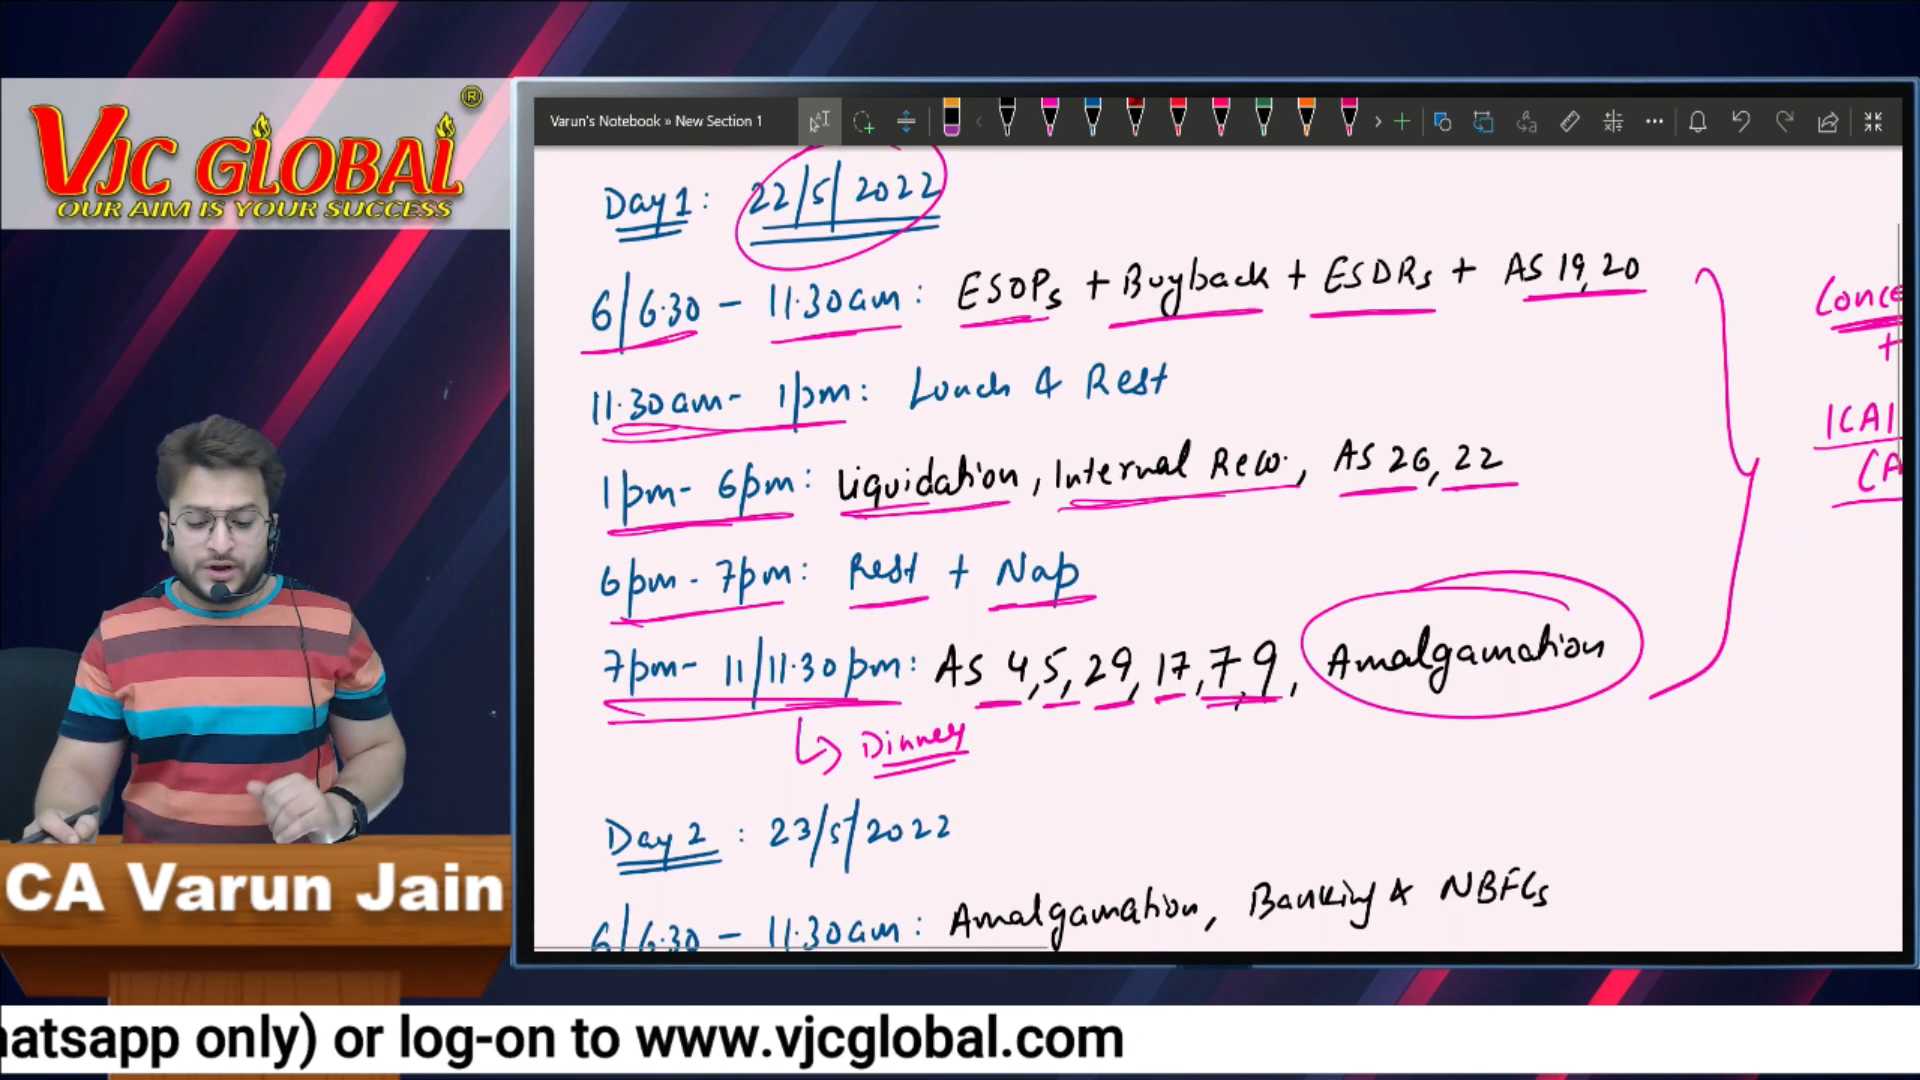 VJC GLOBAL ®
OUR AIM IS YOUR SUCCESS
Varun's Notebook » New Section 1
Day 1: 22/5/2022
6/6.30 - 11.30am: ESOPs + Buyback + ESDRs + AS 19,20
11.30am - 1pm: Lunch & Rest
1pm - 6pm: Liquidation, Internal Reco., AS 26, 22
6pm - 7pm: Rest + Nap
7pm - 11/11.30pm: AS 4,5,29,17,7,9, Amalgamation
↳ Dinner
Day 2 : 23/5/2022
6/6.30 - 11.30am: Amalgamation, Banking & NBFCs
Conce
+
ICAI
CA Varun Jain
hatsapp only) or log-on to www.vjcglobal.com